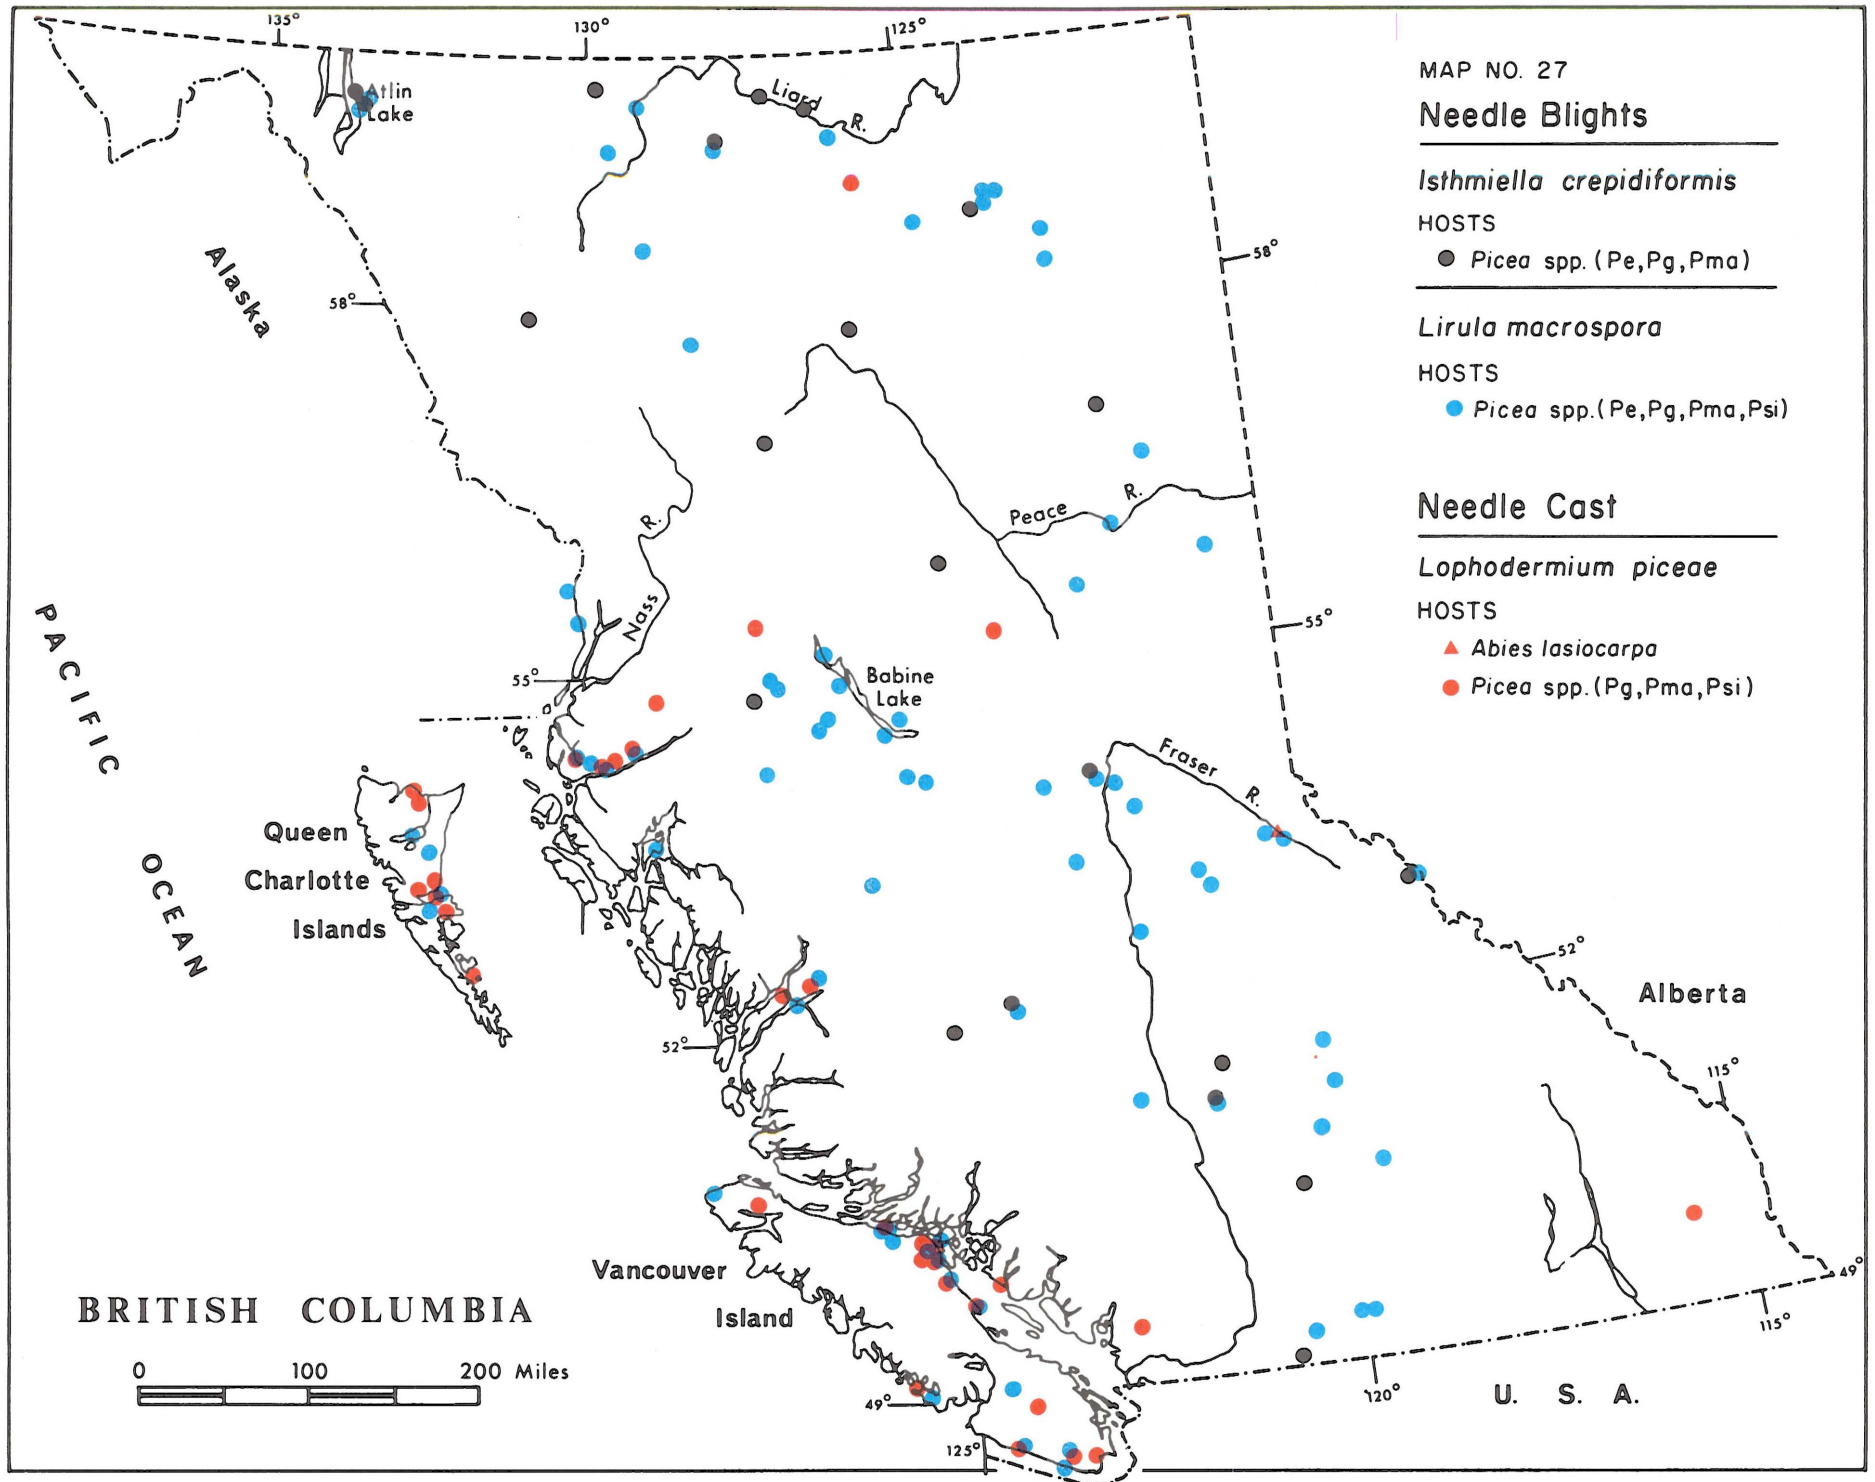 135°
130°
125°
Atlin
Lake
Liard
R.
MAP NO. 27
Needle Blights
Isthmiella crepidiformis
HOSTS
Picea spp. (Pe,Pg,Pma)
Lirula macrospora
HOSTS
Picea spp.(Pe,Pg,Pma,Psi)
Needle Cast
Lophodermium piceae
HOSTS
Abies lasiocarpa
Picea spp.(Pg,Pma,Psi)
Alaska
58°
58°
Peace
R.
Nass
R.
55°
55°
Babine
Lake
Fraser
R.
PACIFIC
OCEAN
Queen
Charlotte
Islands
52°
52°
Alberta
115°
Vancouver
Island
BRITISH COLUMBIA
0 100 200 Miles
49°
49°
125°
120°
115°
U. S. A.